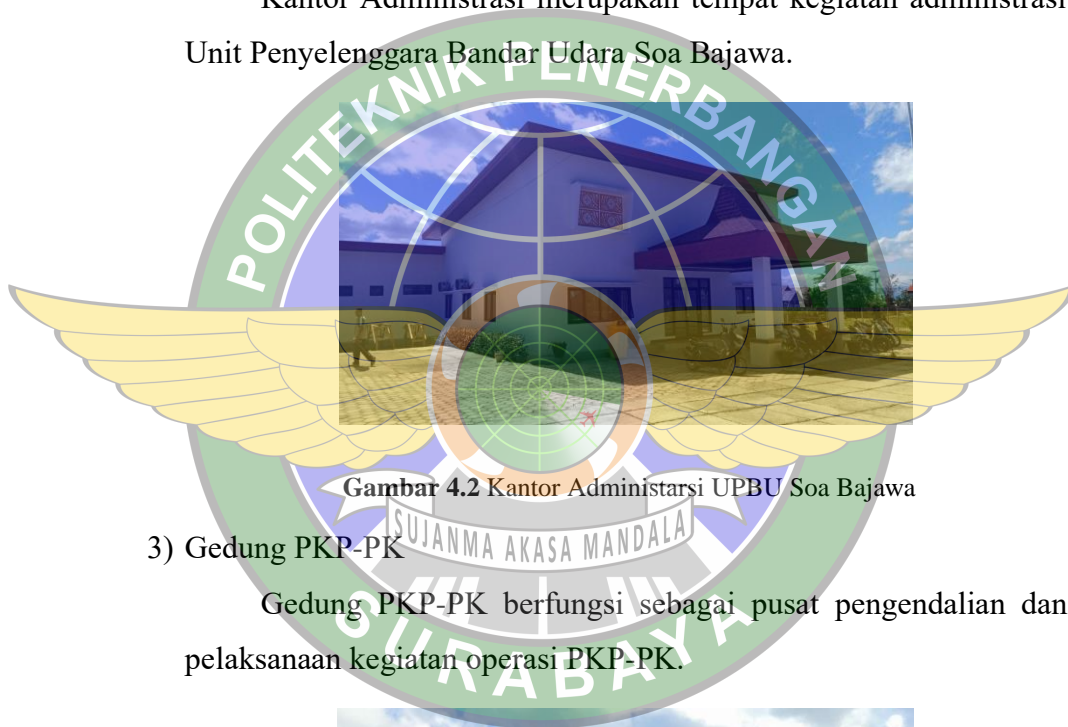 Kantor Administrasi merupakan tempat kegiatan administrasi
Unit Penyelenggara Bandar Udara Soa Bajawa.
POLITEKNIK PENERBANGAN
Gambar 4.2 Kantor Administarsi UPBU Soa Bajawa
SUJANMA AKASA MANDALA
3) Gedung PKP-PK
Gedung PKP-PK berfungsi sebagai pusat pengendalian dan
pelaksanaan kegiatan operasi PKP-PK.
SURABAYA